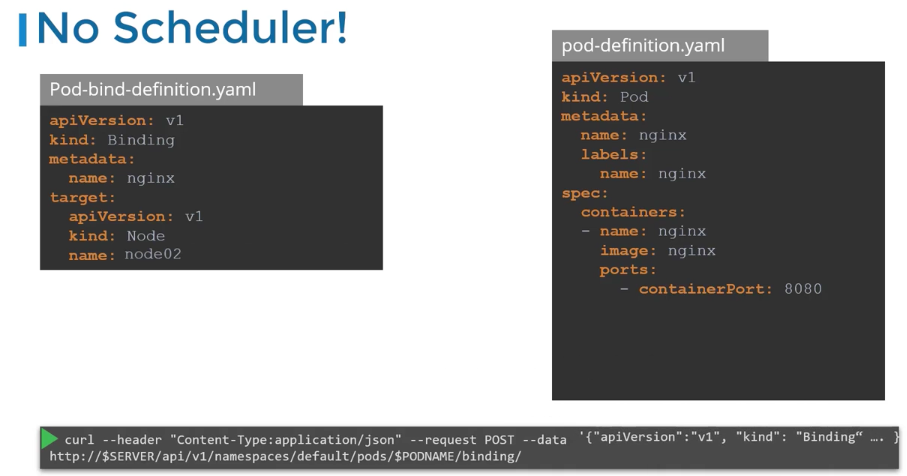 No Scheduler!
Pod-bind-definition.yaml
apiVersion: v1
kind: Binding
metadata:
  name: nginx
target:
  apiVersion: v1
  kind: Node
  name: node02
pod-definition.yaml
apiVersion: v1
kind: Pod
metadata:
  name: nginx
  labels:
    name: nginx
spec:
  containers:
  - name: nginx
    image: nginx
    ports:
      - containerPort: 8080
curl --header "Content-Type:application/json" --request POST --data '{"apiVersion":"v1", "kind": "Binding“ …. }
http://$SERVER/api/v1/namespaces/default/pods/$PODNAME/binding/